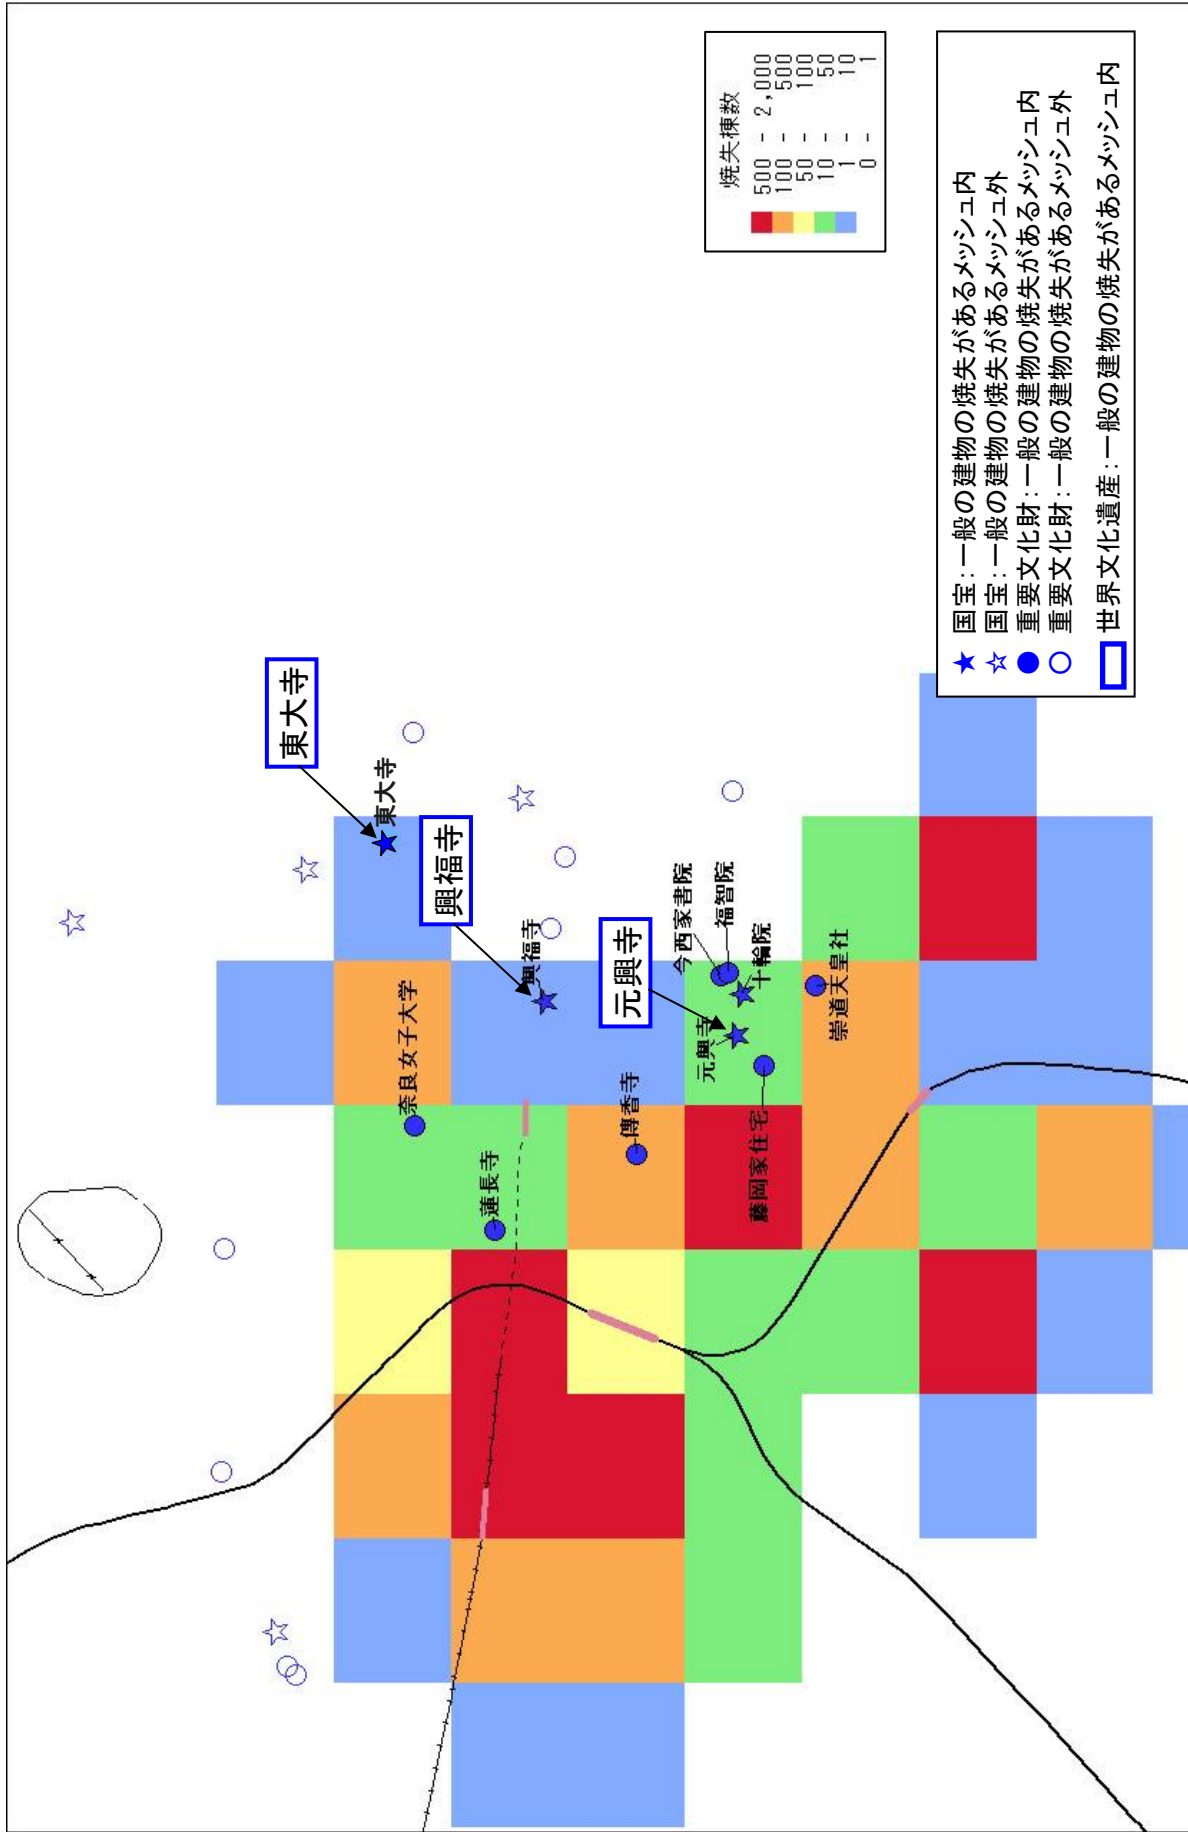 東大寺
東大寺
興福寺
興福寺
元興寺
元興寺
今西家書院
福智院
十輪院
崇道天皇社
奈良女子大学
蓮長寺
傳香寺
藤岡家住宅
焼失棟数
500 - 2,000
100 - 500
50 - 100
10 - 50
1 - 10
0 - 1
国宝:一般の建物の焼失があるメッシュ内
国宝:一般の建物の焼失があるメッシュ外
重要文化財:一般の建物の焼失があるメッシュ内
重要文化財:一般の建物の焼失があるメッシュ外
世界文化遺産:一般の建物の焼失があるメッシュ内